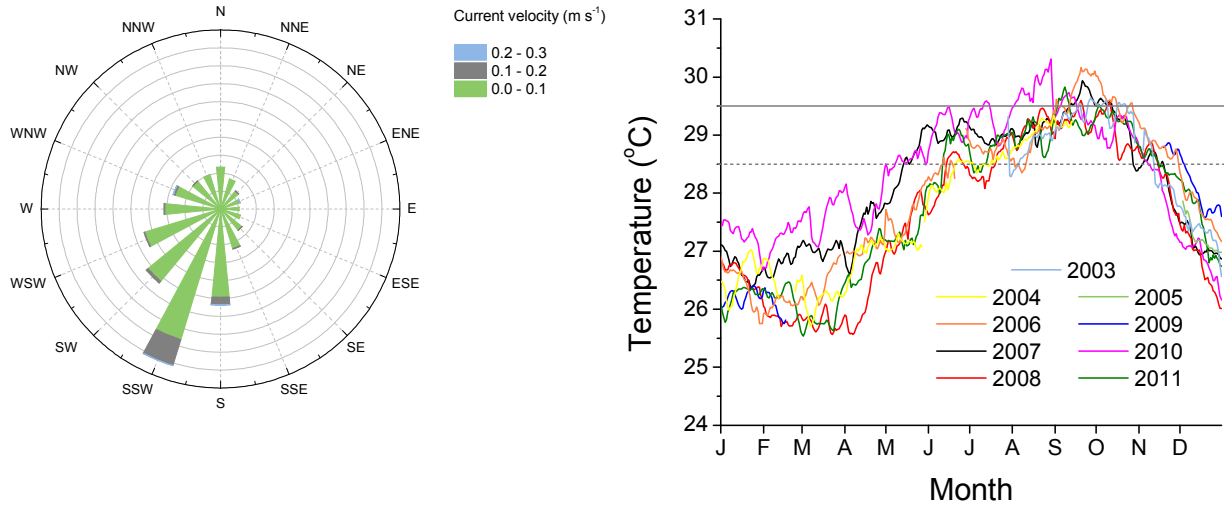 N
NNW
NNE
NW
NE
WNW
ENE
W
E
WSW
ESE
SW
SE
SSW
SSE
S
Current velocity (m s⁻¹)
0.2 - 0.3
0.1 - 0.2
0.0 - 0.1
Temperature (°C)
31
30
29
28
27
26
25
24
2003
2004 2005
2006 2009
2007 2010
2008 2011
J F M A M J J A S O N D
Month